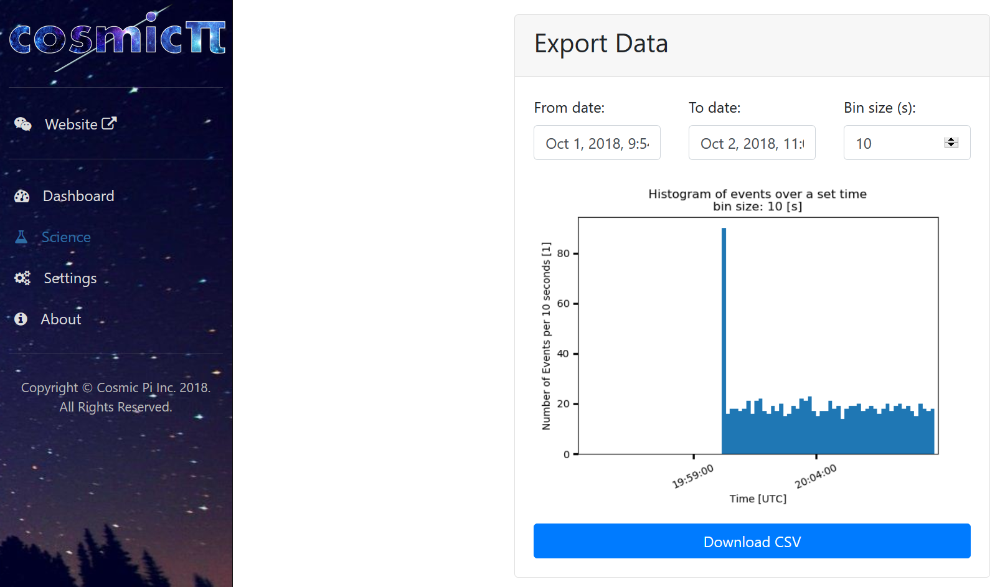 cosmicπ
Website
Dashboard
Science
Settings
About
Copyright © Cosmic Pi Inc. 2018.
All Rights Reserved.
Export Data
From date:
To date:
Bin size (s):
Oct 1, 2018,
Oct 2, 2018,
10
Histogram of events over a set time
bin size: 10 [s]
Number of Events per 10 seconds [1]
80
60
40
20
0
19:59:00
20:04:00
Time [UTC]
Download CSV